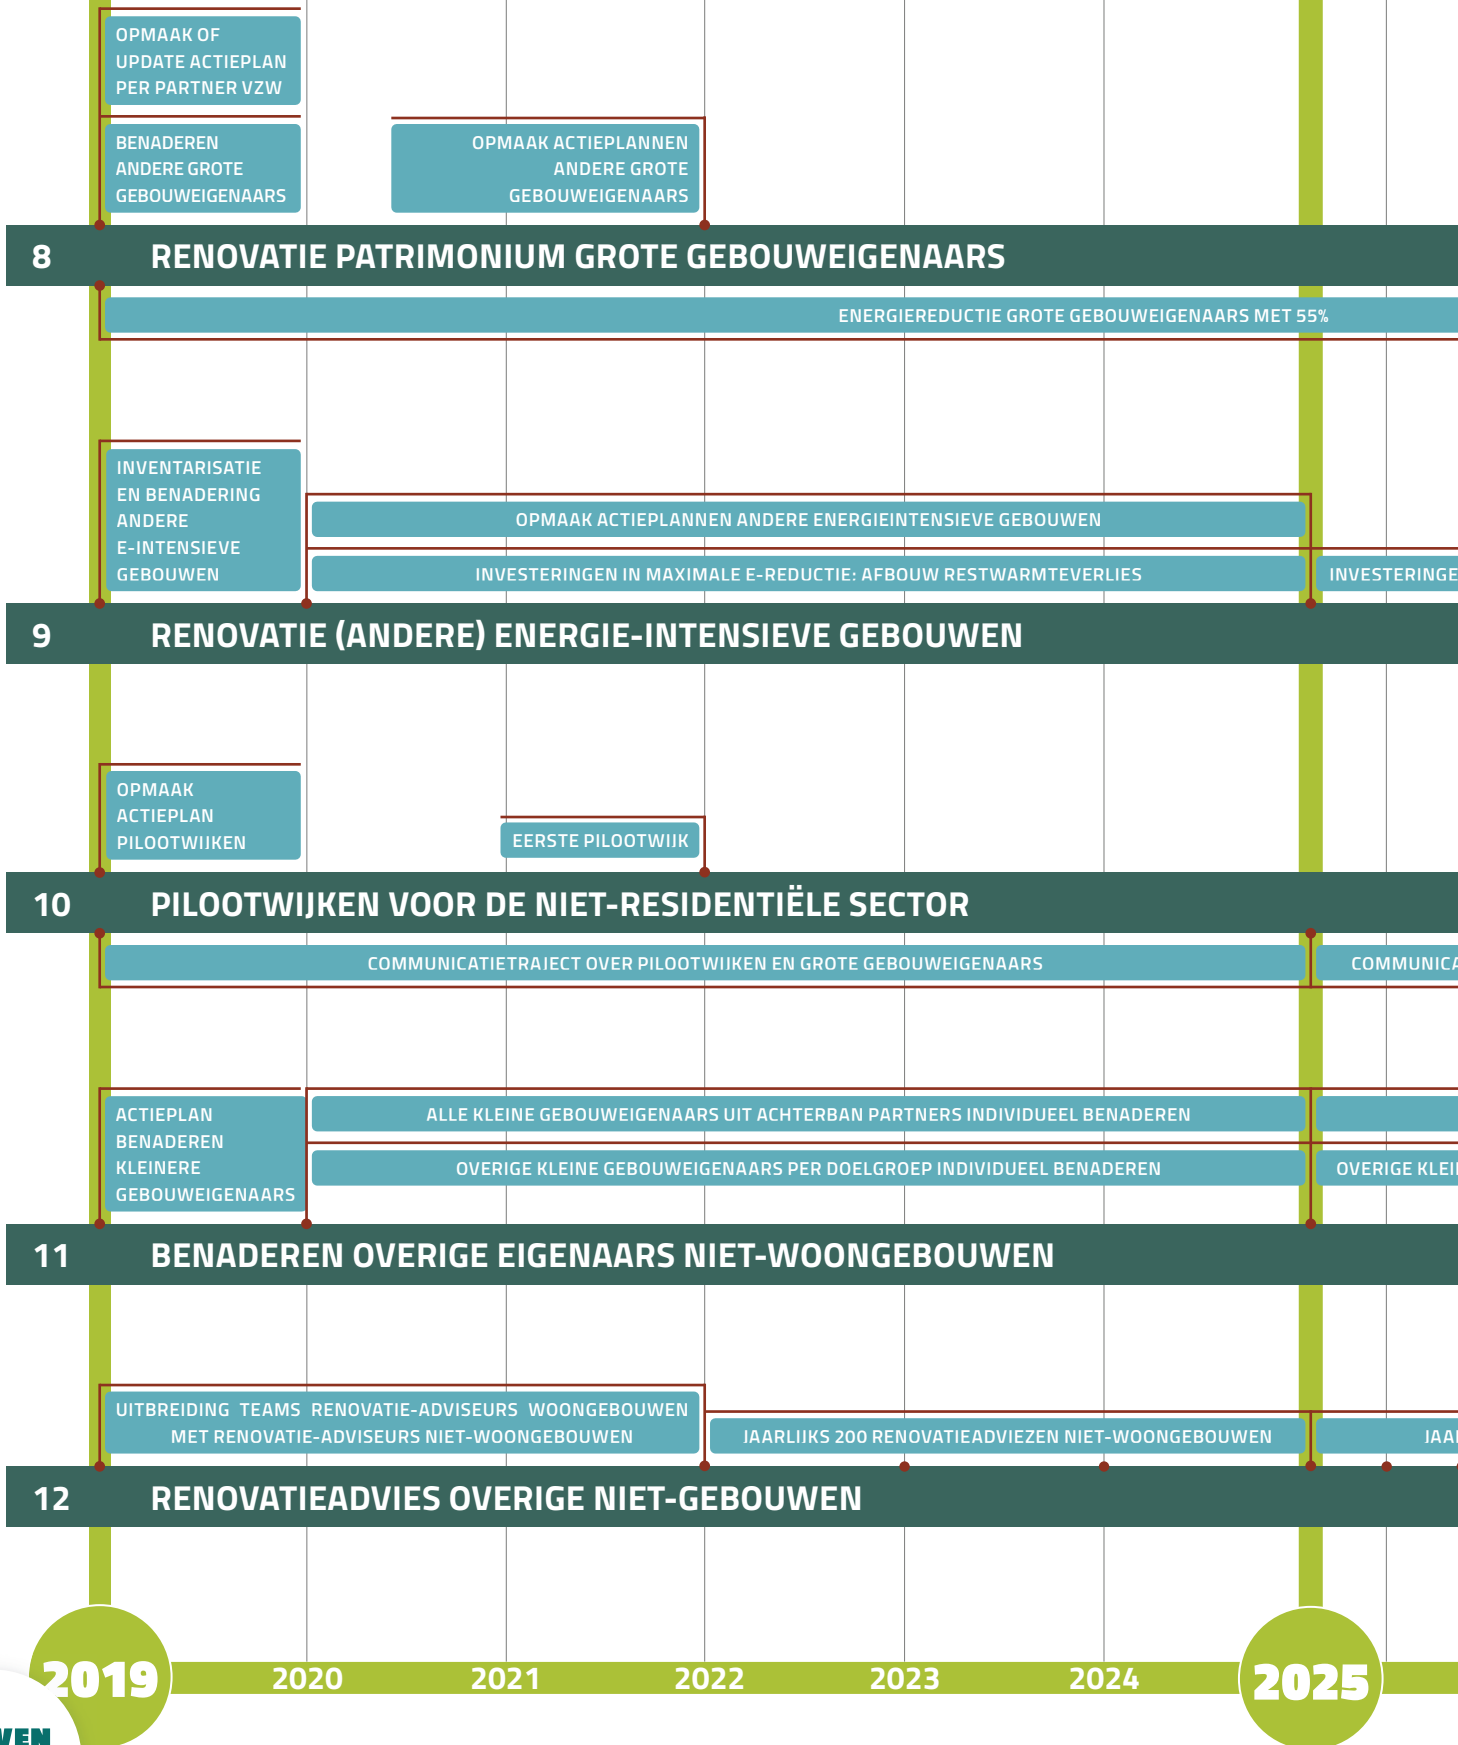 OPMAAK OF
UPDATE ACTIEPLAN
PER PARTNER VZW
BENADEREN
ANDERE GROTE
GEBOUWEIGENAARS
OPMAAK ACTIEPLANNEN
ANDERE GROTE
GEBOUWEIGENAARS
8 RENOVATIE PATRIMONIUM GROTE GEBOUWEIGENAARS
ENERGIEREDUCTIE GROTE GEBOUWEIGENAARS MET 55%
INVENTARISATIE
EN BENADERING
ANDERE
E-INTENSIEVE
GEBOUWEN
OPMAAK ACTIEPLANNEN ANDERE ENERGIEINTENSIEVE GEBOUWEN
INVESTERINGEN IN MAXIMALE E-REDUCTIE: AFBOUW RESTWARMTEVERLIES
INVESTERINGE
9 RENOVATIE (ANDERE) ENERGIE-INTENSIEVE GEBOUWEN
OPMAAK
ACTIEPLAN
PILOOTWIJKEN
EERSTE PILOOTWIJK
10 PILOOTWIJKEN VOOR DE NIET-RESIDENTIËLE SECTOR
COMMUNICATIETRAJECT OVER PILOOTWIJKEN EN GROTE GEBOUWEIGENAARS
COMMUNICA
ACTIEPLAN
BENADEREN
KLEINERE
GEBOUWEIGENAARS
ALLE KLEINE GEBOUWEIGENAARS UIT ACHTERBAN PARTNERS INDIVIDUEEL BENADEREN
OVERIGE KLEINE GEBOUWEIGENAARS PER DOELGROEP INDIVIDUEEL BENADEREN
OVERIGE KLEI
11 BENADEREN OVERIGE EIGENAARS NIET-WOONGEBOUWEN
UITBREIDING TEAMS RENOVATIE-ADVISEURS WOONGEBOUWEN
MET RENOVATIE-ADVISEURS NIET-WOONGEBOUWEN
JAARLIJKS 200 RENOVATIEADVIEZEN NIET-WOONGEBOUWEN
JAA
12 RENOVATIEADVIES OVERIGE NIET-GEBOUWEN
2019 2020 2021 2022 2023 2024 2025